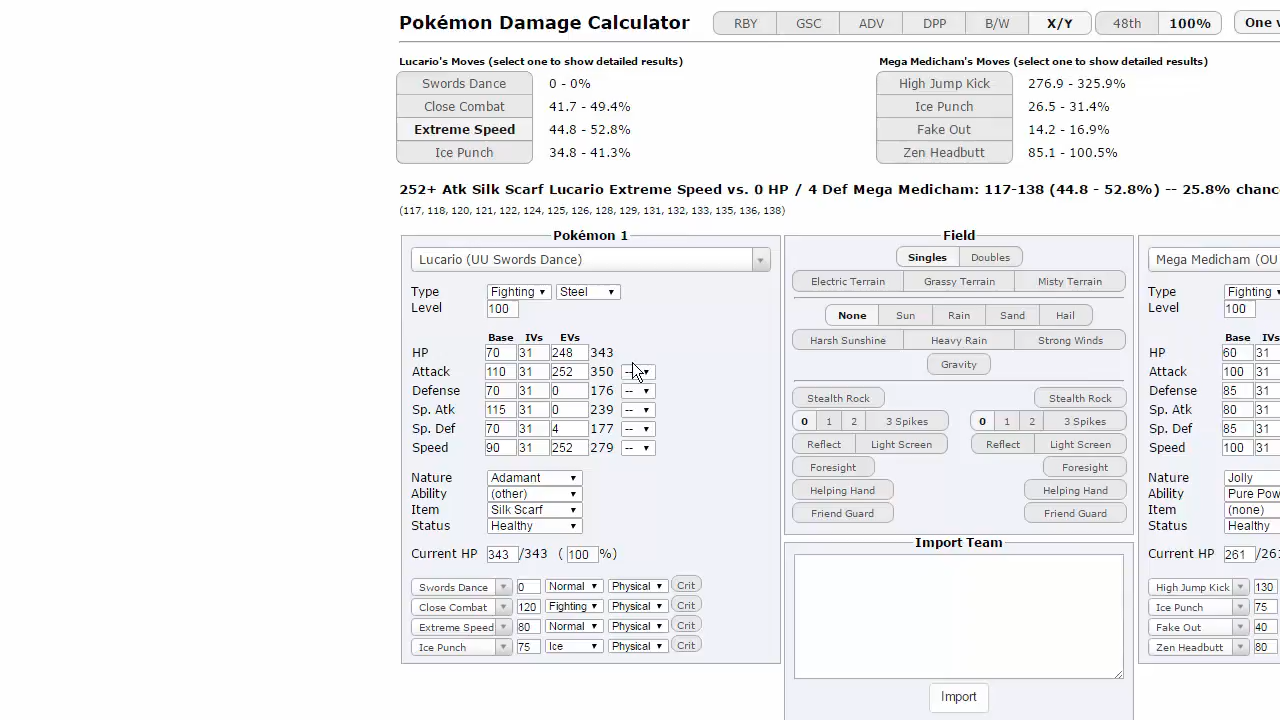 Pokémon Damage Calculator RBY GSC ADV DPP B/W X/Y 48th 100% One v
Lucario's Moves (select one to show detailed results) Mega Medicham's Moves (select one to show detailed results)
Swords Dance 0 - 0% High Jump Kick 276.9 - 325.9%
Close Combat 41.7 - 49.4% Ice Punch 26.5 - 31.4%
Extreme Speed 44.8 - 52.8% Fake Out 14.2 - 16.9%
Ice Punch 34.8 - 41.3% Zen Headbutt 85.1 - 100.5%
252+ Atk Silk Scarf Lucario Extreme Speed vs. 0 HP / 4 Def Mega Medicham: 117-138 (44.8 - 52.8%) -- 25.8% chanc
(117, 118, 120, 121, 122, 124, 125, 126, 128, 129, 131, 132, 133, 135, 136, 138)
Pokémon 1 Field
Lucario (UU Swords Dance) Singles Doubles Mega Medicham (OU
Electric Terrain Grassy Terrain Misty Terrain
Type Fighting Steel Type Fighting
Level 100 None Sun Rain Sand Hail Level 100
Base IVs EVs Harsh Sunshine Heavy Rain Strong Winds Base IVs
HP 70 31 248 343 Gravity HP 60 31
Attack 110 31 252 350 -- Attack 100 31
Defense 70 31 0 176 -- Stealth Rock Stealth Rock Defense 85 31
Sp. Atk 115 31 0 239 -- 0 1 2 3 Spikes 0 1 2 3 Spikes Sp. Atk 80 31
Sp. Def 70 31 4 177 -- Reflect Light Screen Reflect Light Screen Sp. Def 85 31
Speed 90 31 252 279 -- Speed 100 31
Foresight Foresight
Nature Adamant Helping Hand Helping Hand Nature Jolly
Ability (other) Ability Pure Pow
Item Silk Scarf Friend Guard Friend Guard Item (none)
Status Healthy Status Healthy
Import Team
Current HP 343 /343 ( 100 %) Current HP 261 /261
Swords Dance 0 Normal Physical Crit High Jump Kick 130
Close Combat 120 Fighting Physical Crit Ice Punch 75
Extreme Speed 80 Normal Physical Crit Fake Out 40
Ice Punch 75 Ice Physical Crit Zen Headbutt 80
Import